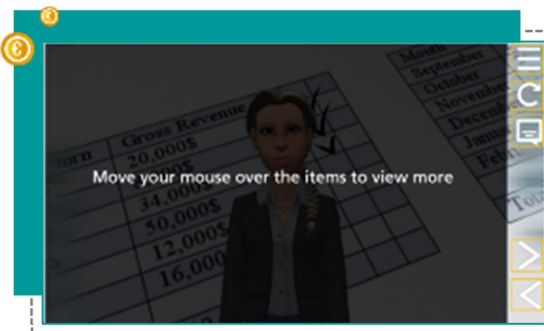 Month
September
October
November
Gross Revenue
20,000$
34,000$
50,000$
12,000$
16,000
Move your mouse over the items to view more